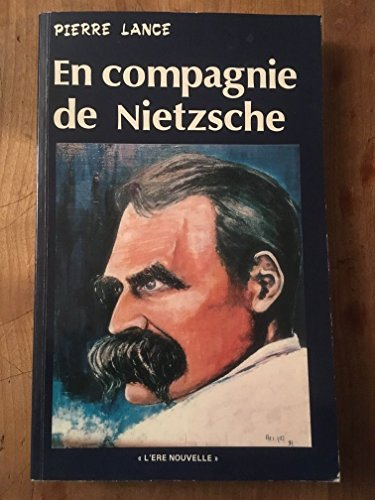 PIERRE LANCE
En compagnie
de Nietzsche
« L'ERE NOUVELLE »